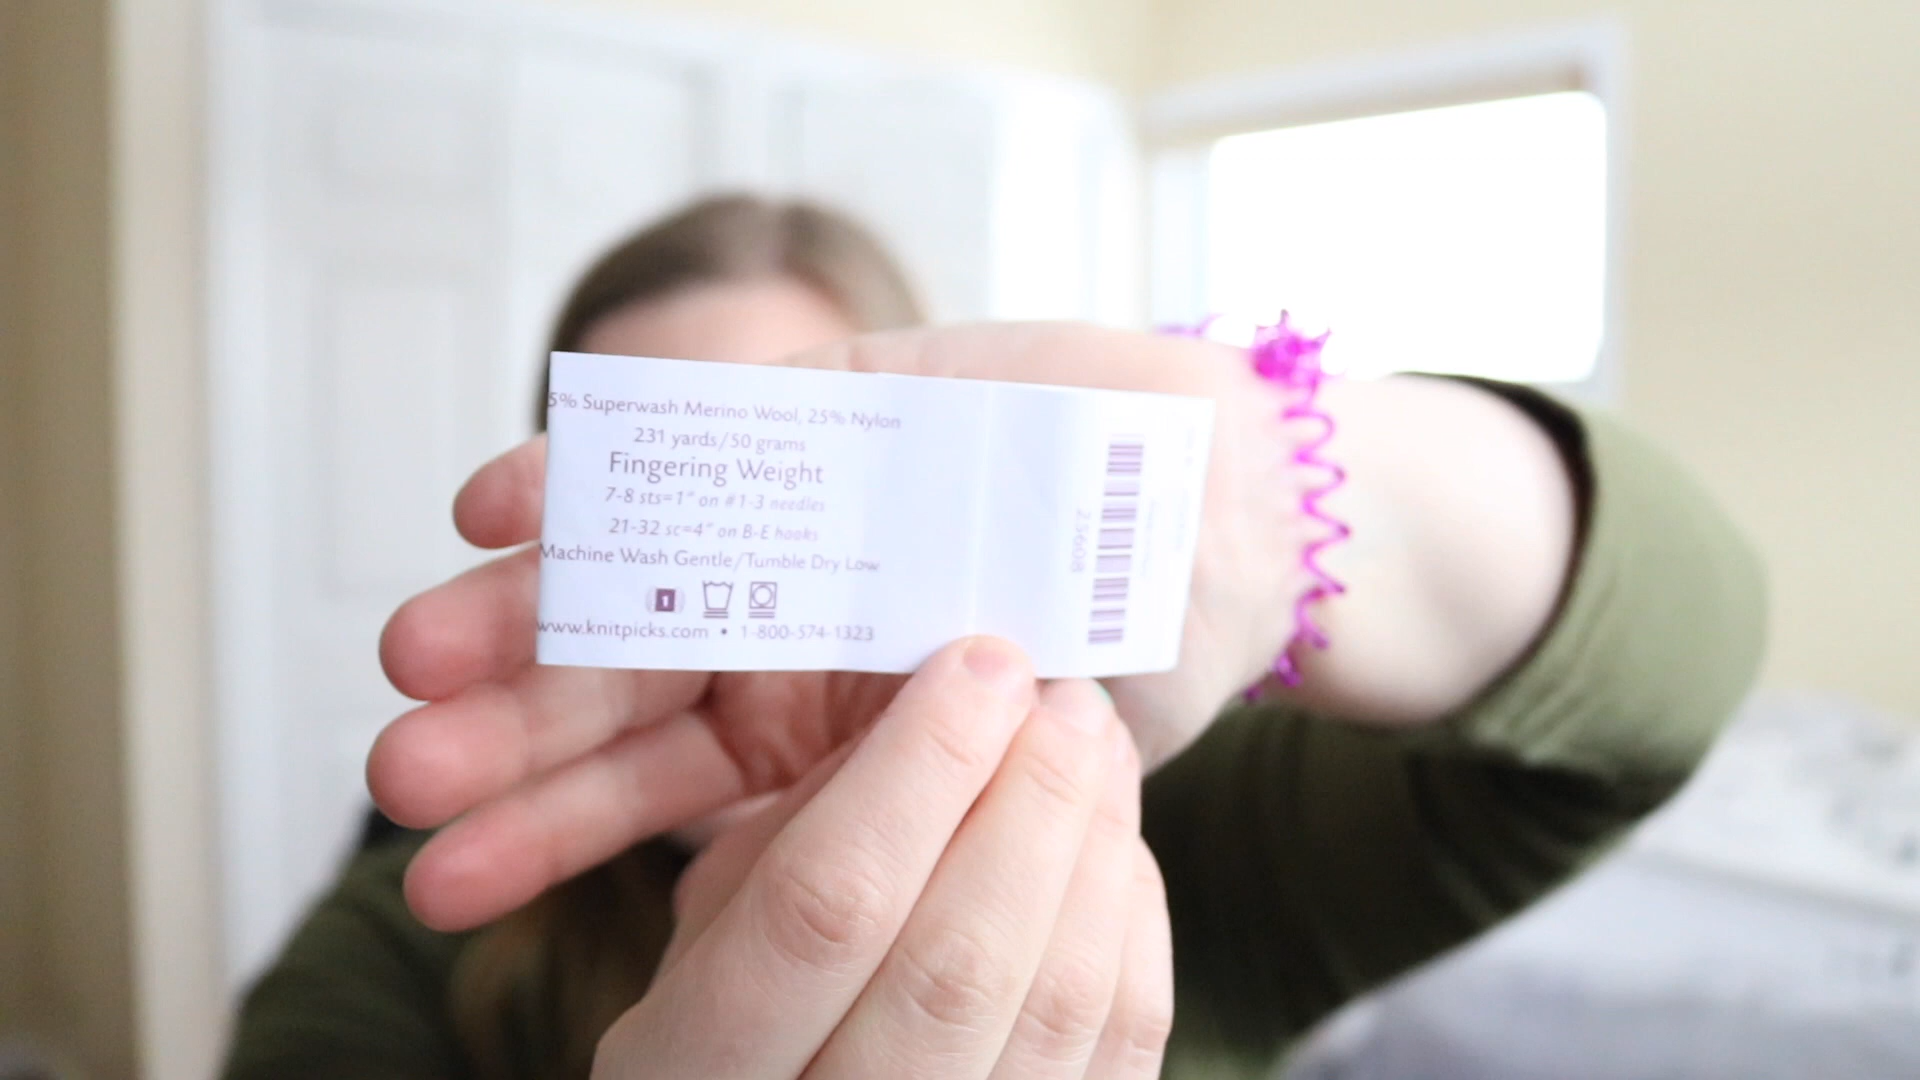 5% Superwash Merino Wool, 25% Nylon
231 yards/50 grams
Fingering Weight
7-8 sts=1" on #1-3 needles
21-32 sc=4" on B-E hooks
Machine Wash Gentle/Tumble Dry Low
1
www.knitpicks.com • 1-800-574-1323
256608